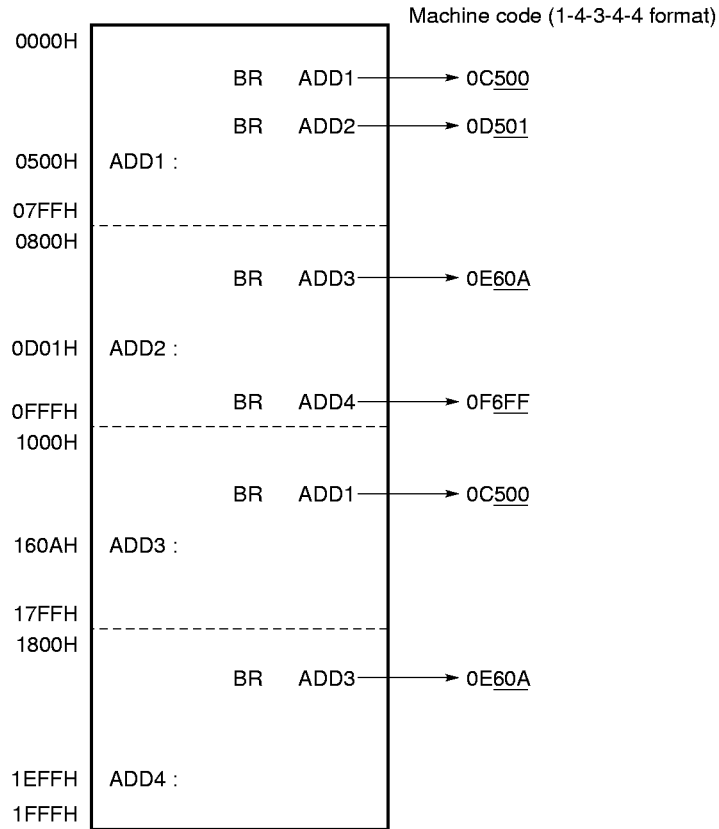 Machine code (1-4-3-4-4 format)
0000H
BR ADD1 0C500
BR ADD2 0D501
0500H ADD1 :
07FFH
0800H
BR ADD3 0E60A
0D01H ADD2 :
BR ADD4 0F6FF
0FFFH
1000H
BR ADD1 0C500
160AH ADD3 :
17FFH
1800H
BR ADD3 0E60A
1EFFH ADD4 :
1FFFH